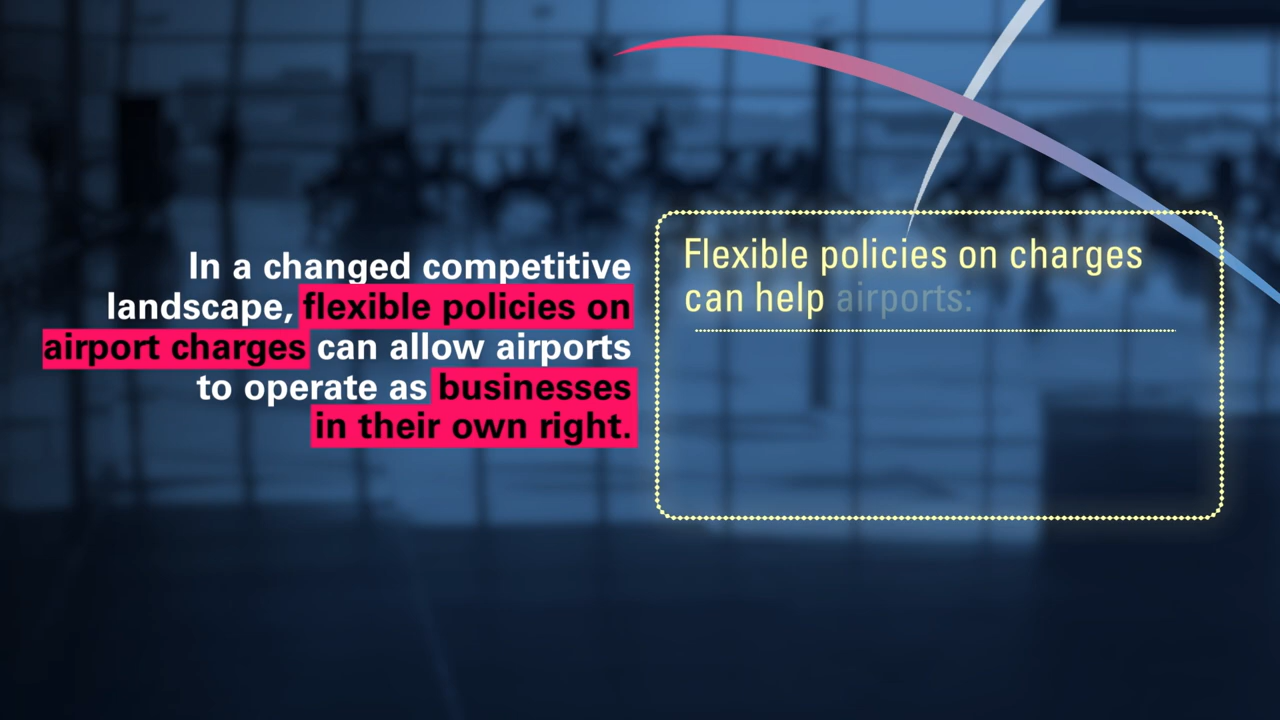 In a changed competitive
landscape, flexible policies on
airport charges can allow airports
to operate as businesses
in their own right.
Flexible policies on charges
can help airports: